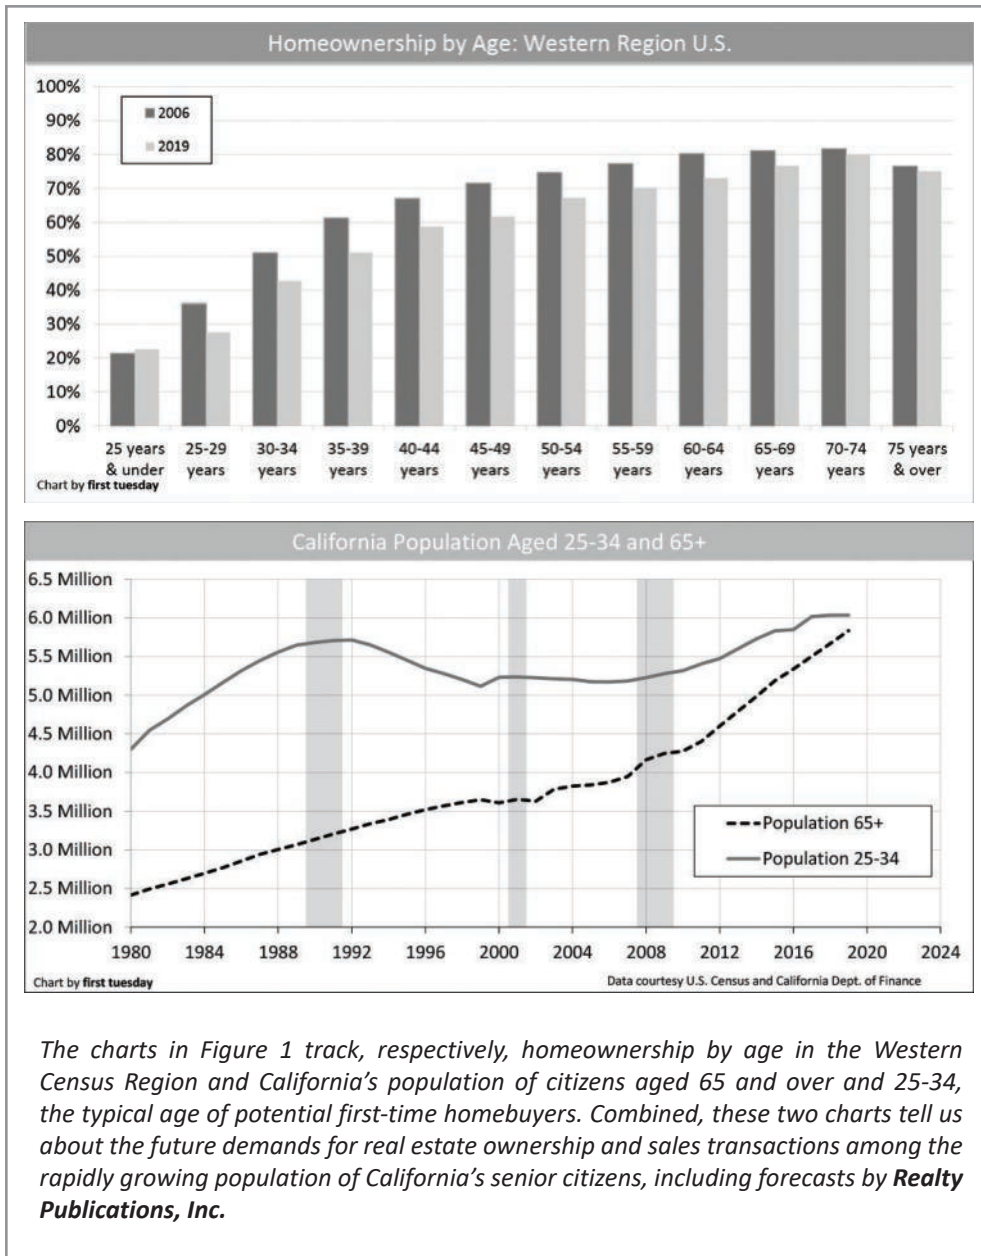 Homeownership by Age: Western Region U.S.
100%
90%
80%
70%
60%
50%
40%
30%
20%
10%
0%
2006
2019
25 years 25-29 30-34 35-39 40-44 45-49 50-54 55-59 60-64 65-69 70-74 75 years
& under years years years years years years years years years years & over
Chart by first tuesday
California Population Aged 25-34 and 65+
6.5 Million
6.0 Million
5.5 Million
5.0 Million
4.5 Million
4.0 Million
3.5 Million
3.0 Million
2.5 Million
2.0 Million
Population 65+
Population 25-34
1980 1984 1988 1992 1996 2000 2004 2008 2012 2016 2020 2024
Chart by first tuesday Data courtesy U.S. Census and California Dept. of Finance
The charts in Figure 1 track, respectively, homeownership by age in the Western
Census Region and California’s population of citizens aged 65 and over and 25-34,
the typical age of potential first-time homebuyers. Combined, these two charts tell us
about the future demands for real estate ownership and sales transactions among the
rapidly growing population of California’s senior citizens, including forecasts by Realty
Publications, Inc.